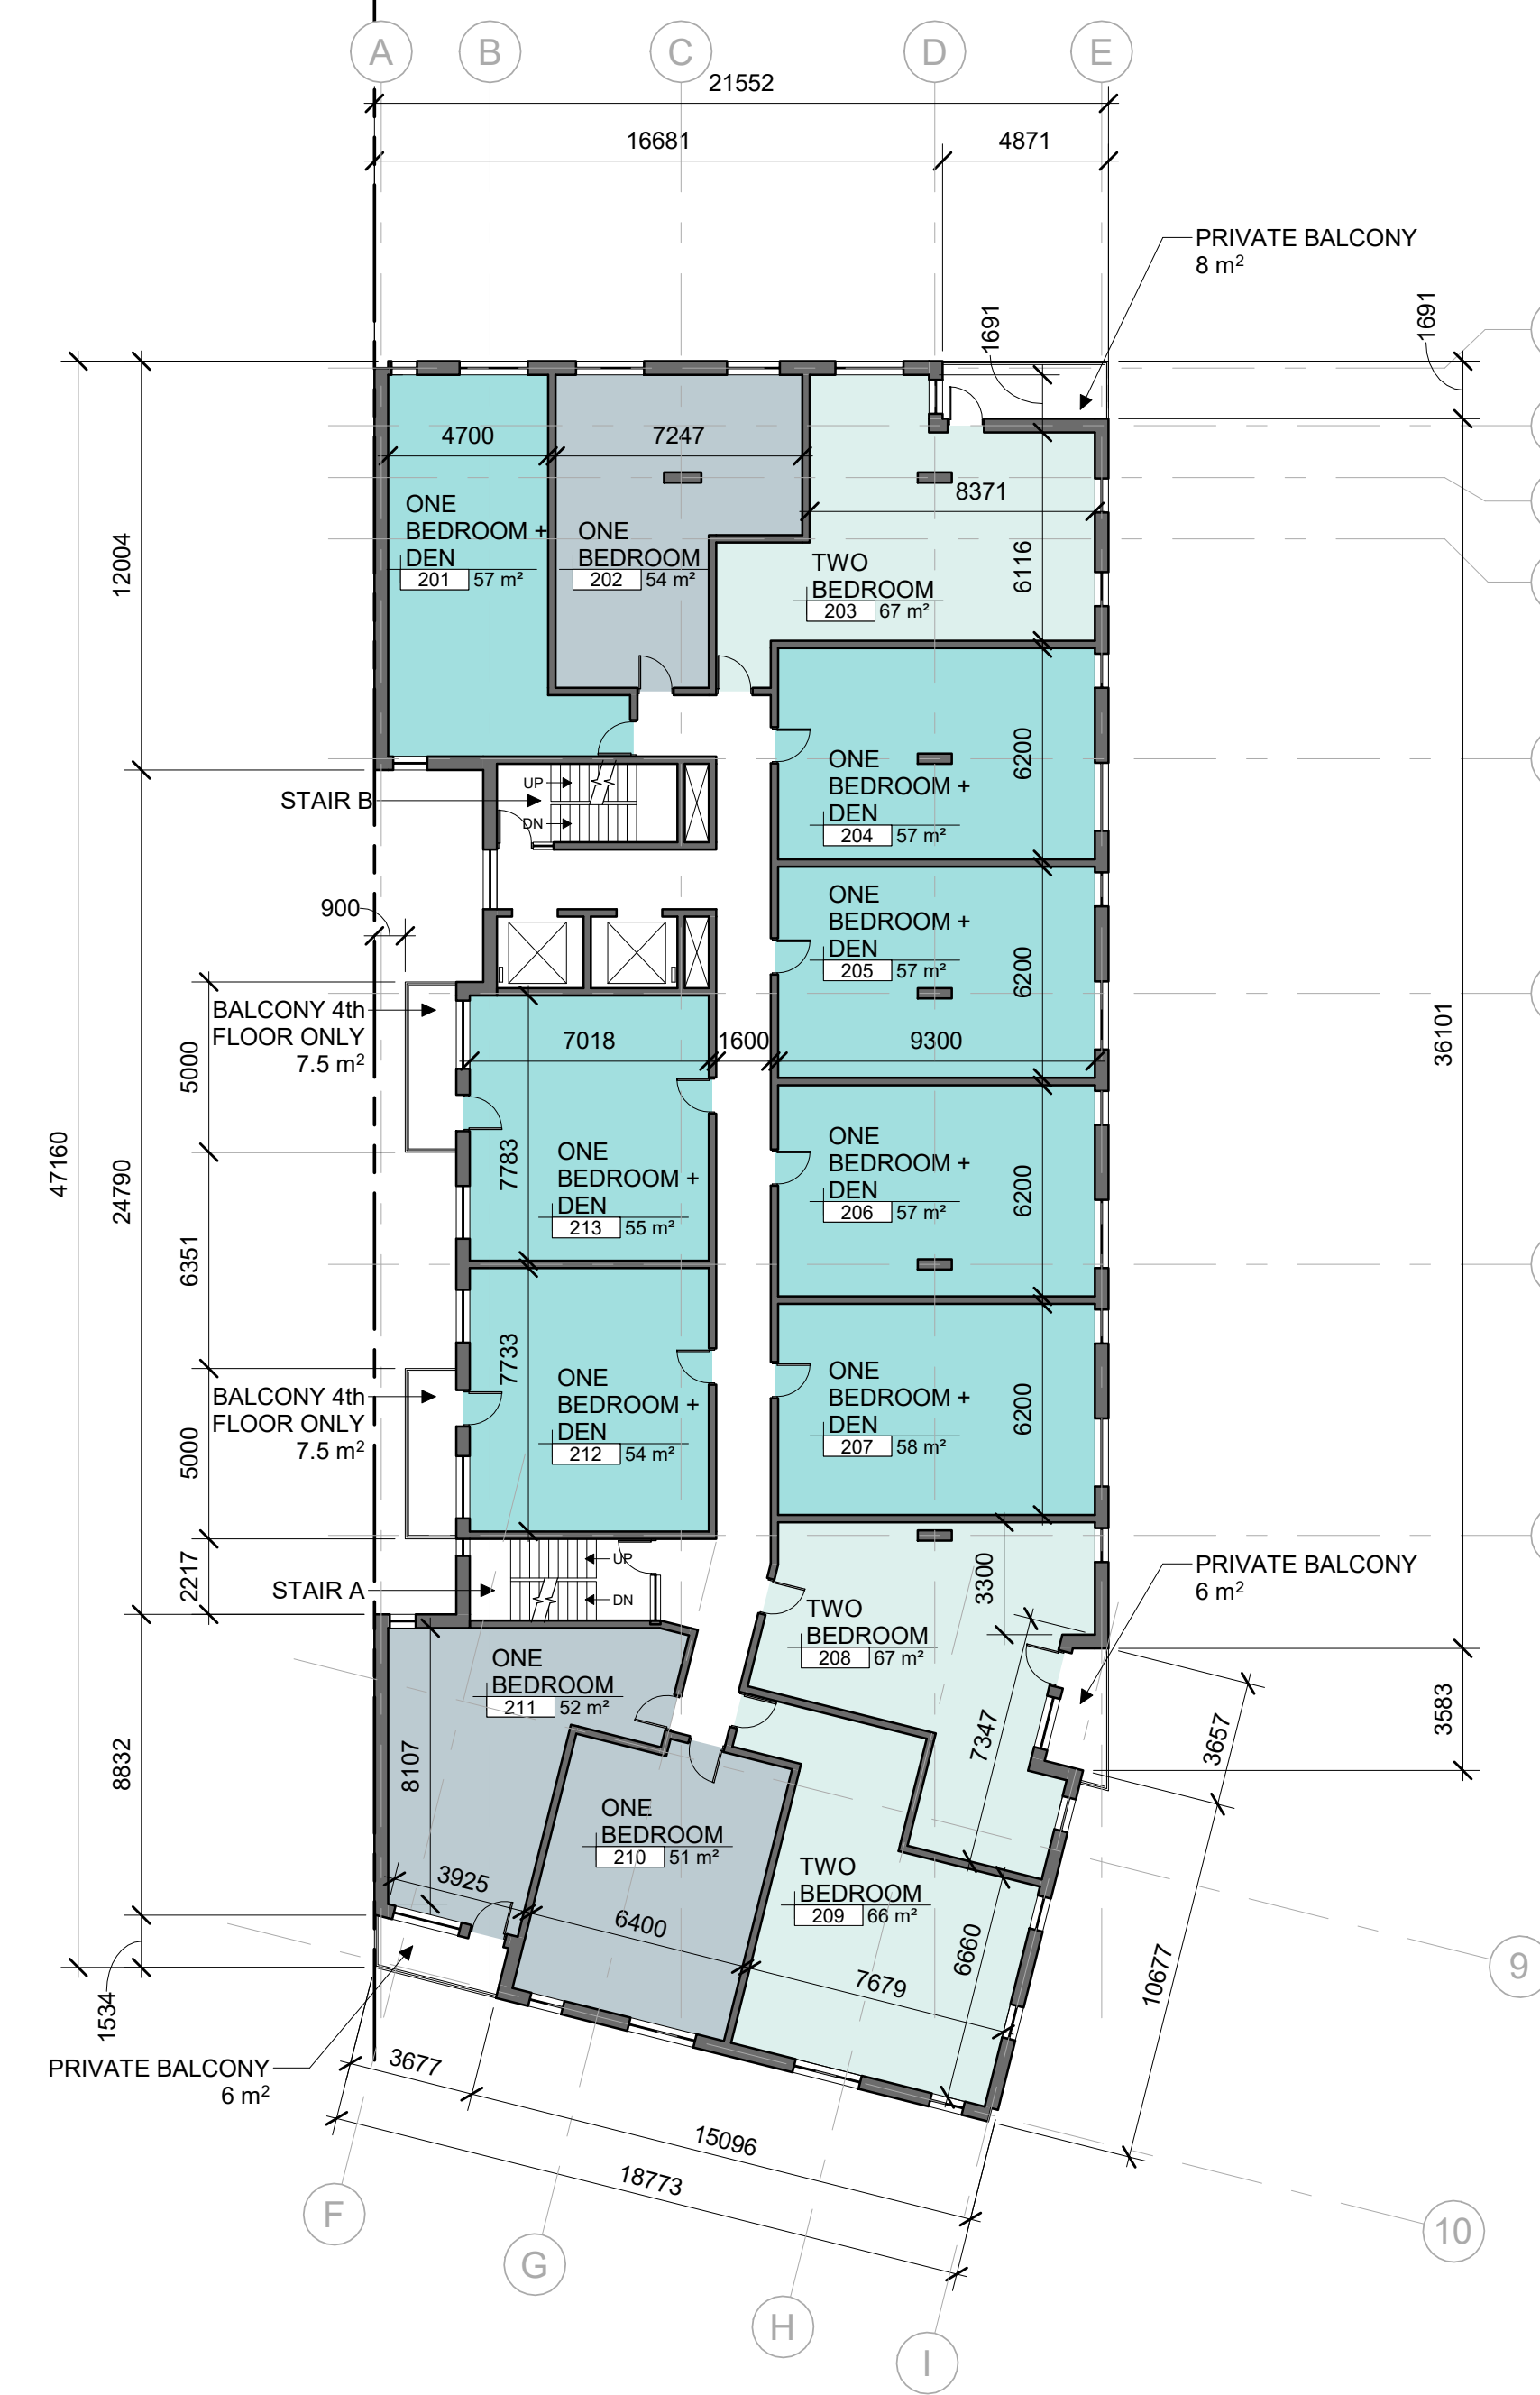 A
B
C
D
E
21552
16681
4871
PRIVATE BALCONY
8 m²
1691
1691
4700
7247
8371
12004
6116
ONE
BEDROOM +
DEN
201 57 m²
ONE
BEDROOM
202 54 m²
TWO
BEDROOM
203 67 m²
STAIR B
UP
DN
6200
ONE
BEDROOM +
DEN
204 57 m²
900
ONE
BEDROOM +
DEN
205 57 m²
6200
BALCONY 4th
FLOOR ONLY
7.5 m²
7018
1600
9300
36101
5000
47160
24790
7783
ONE
BEDROOM +
DEN
213 55 m²
ONE
BEDROOM +
DEN
206 57 m²
6200
6351
7733
BALCONY 4th
FLOOR ONLY
7.5 m²
5000
ONE
BEDROOM +
DEN
212 54 m²
ONE
BEDROOM +
DEN
207 58 m²
6200
2217
STAIR A
UP
DN
3300
PRIVATE BALCONY
6 m²
TWO
BEDROOM
208 67 m²
ONE
BEDROOM
211 52 m²
7347
3657
3583
8832
8107
ONE
BEDROOM
210 51 m²
TWO
BEDROOM
209 66 m²
3925
6400
7679
6660
10677
9
1534
PRIVATE BALCONY
6 m²
3677
15096
18773
F
G
H
I
10